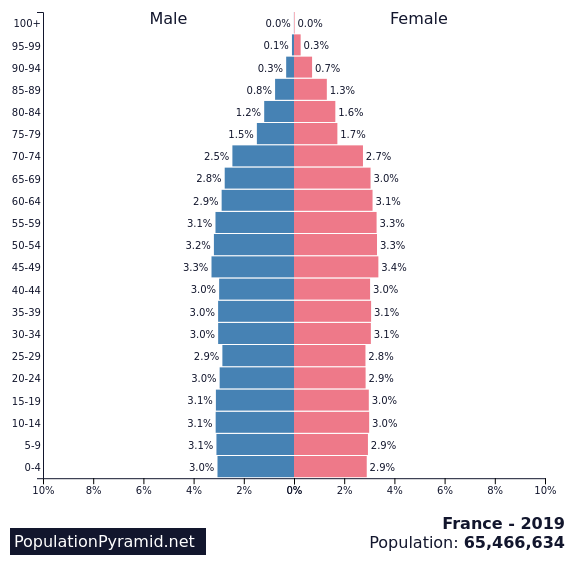 Male Female
100+ 0.0% 0.0%
95-99 0.1% 0.3%
90-94 0.3% 0.7%
85-89 0.8% 1.3%
80-84 1.2% 1.6%
75-79 1.5% 1.7%
70-74 2.5% 2.7%
65-69 2.8% 3.0%
60-64 2.9% 3.1%
55-59 3.1% 3.3%
50-54 3.2% 3.3%
45-49 3.3% 3.4%
40-44 3.0% 3.0%
35-39 3.0% 3.1%
30-34 3.0% 3.1%
25-29 2.9% 2.8%
20-24 3.0% 2.9%
15-19 3.1% 3.0%
10-14 3.1% 3.0%
5-9 3.1% 2.9%
0-4 3.0% 2.9%
10% 8% 6% 4% 2% 0% 2% 4% 6% 8% 10%
France - 2019
PopulationPyramid.net Population: 65,466,634